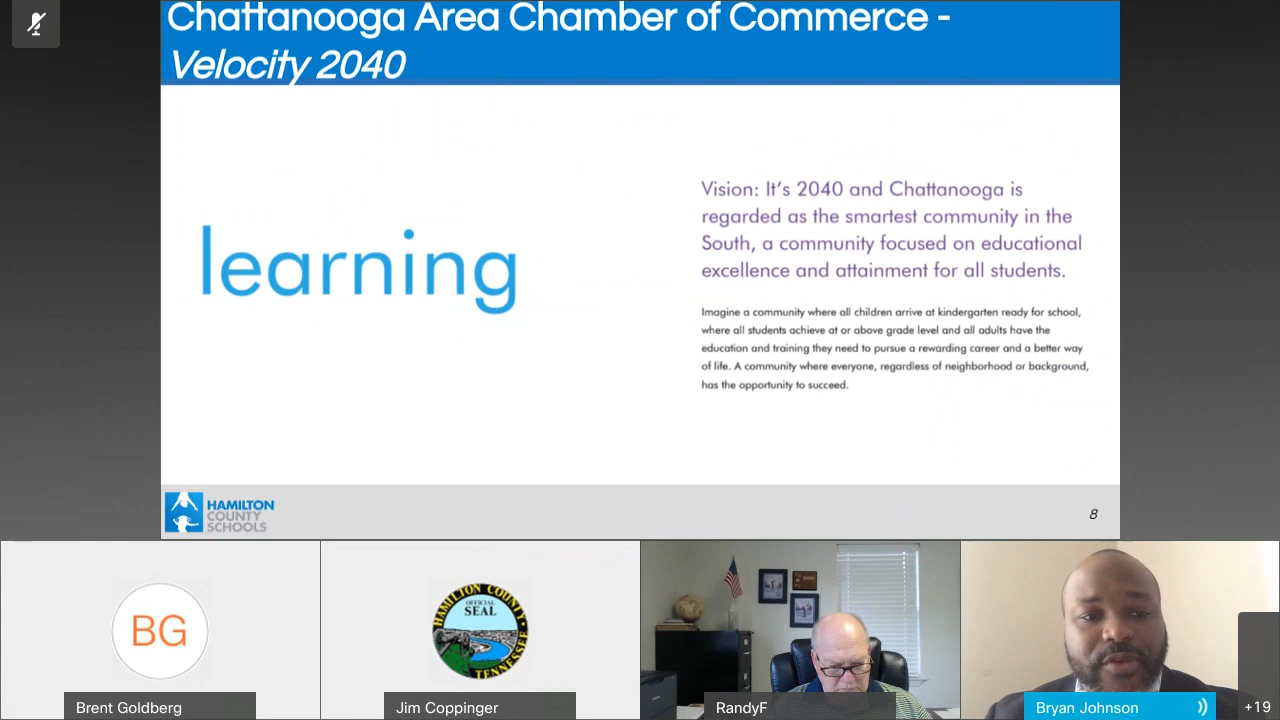 Chattanooga Area Chamber of Commerce -
Velocity 2040
learning
Vision: It's 2040 and Chattanooga is
regarded as the smartest community in the
South, a community focused on educational
excellence and attainment for all students.
Imagine a community where all children arrive at kindergarten ready for school,
where all students achieve at or above grade level and all adults have the
education and training they need to pursue a rewarding career and a better way
of life. A community where everyone, regardless of neighborhood or background,
has the opportunity to succeed.
HAMILTON
COUNTY
SCHOOLS
8
BG
HAMILTON COUNTY
OFFICIAL
SEAL
TENNESSEE
Brent Goldberg
Jim Coppinger
RandyF
Bryan Johnson
+19